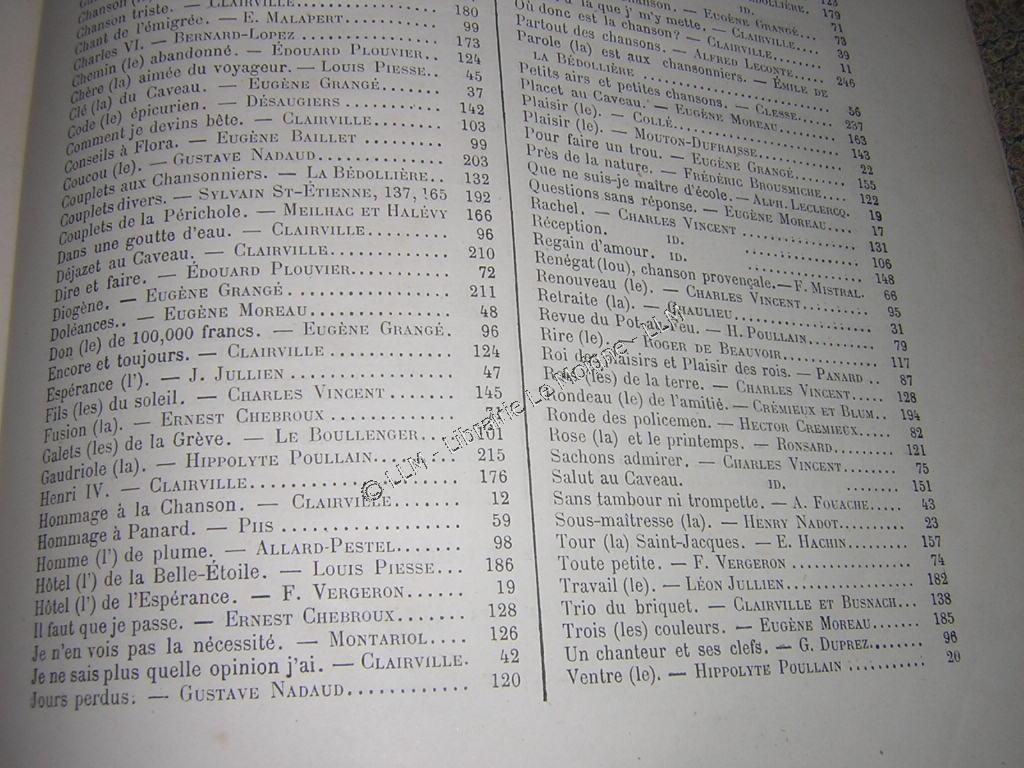 Chanson triste. — CLAIRVILLE
Chant de l'émigrée. — E. MALAPERT. 180
Charles VI. — BERNARD-LOPEZ 99
Chemin (le) abandonné. — ÉDOUARD PLOUVIER.. 173
Chère (la) aimée du voyageur. — LOUIS PIESSE.. 124
Clé (la) du Caveau. — EUGÈNE GRANGÉ 45
Code (le) épicurien. — DÉSAUGIERS 37
Comment je devins bête. — CLAIRVILLE 142
Conseils à Flora. — EUGÈNE BAILLET 103
Coucou (le). — GUSTAVE NADAUD 99
Couplets aux Chansonniers. — LA BÉDOLLIÈRE.. 203
Couplets divers. — SYLVAIN ST-ÉTIENNE, 137, 165 132
Couplets de la Périchole. — MEILHAC ET HALÉVY 192
Dans une goutte d'eau. — CLAIRVILLE 166
Déjazet au Caveau. — CLAIRVILLE 96
Dire et faire. — ÉDOUARD PLOUVIER 210
Diogène. — EUGÈNE GRANGÉ 72
Doléances.. — EUGÈNE MOREAU 211
Don (le) de 100,000 francs. — EUGÈNE GRANGÉ. 48
Encore et toujours. — CLAIRVILLE 96
Espérance (l'). — J. JULLIEN 124
Fils (les) du soleil. — CHARLES VINCENT 47
Fusion (la). — ERNEST CHEBROUX 145
Galets (les) de la Grève. — LE BOULLENGER
Gaudriole (la). — HIPPOLYTE POULLAIN 101
Henri IV. — CLAIRVILLE 215
Hommage à la Chanson. — CLAIRVILLE 176
Hommage à Panard. — PIIS 12
Homme (l') de plume. — ALLARD-PESTEL 59
Hôtel (l') de la Belle-Étoile. — LOUIS PIESSE... 98
Hôtel (l') de l'Espérance. — F. VERGERON 186
Il faut que je passe. — ERNEST CHEBROUX 19
Je n'en vois pas la nécessité. — MONTARIOL.... 128
Je ne sais plus quelle opinion j'ai. — CLAIRVILLE. 126
Jours perdus. — GUSTAVE NADAUD 42
120
179
là que j'm'y mette. — CLAIRVILLE 71
Où donc est la chanson? — CLAIRVILLE 73
Partout des chansons. — ALFRED LECONTE 39
Parole (la) est aux chansonniers. — ÉMILE DE 11
LA BÉDOLLIÈRE 246
Petits airs et petites chansons. — CLESSE 56
Placet au Caveau. — EUGÈNE MOREAU 237
Plaisir (le). — COLLÉ 163
Plaisir (le). — MOUTON-DUFRAISSE 143
Pour faire un trou. — EUGÈNE GRANGÉ 22
Près de la nature. — FRÉDÉRIC BROUSMICHE 155
Que ne suis-je maître d'école. — ALPH. LECLERCQ. 122
Questions sans réponse. — EUGÈNE MOREAU 19
Rachel. — CHARLES VINCENT 17
Réception. ID. 131
Regain d'amour. ID. 106
Renégat (lou), chanson provençale. — F. MISTRAL. 148
Renouveau (le). — CHARLES VINCENT 66
Retraite (la). — CHAULIEU 95
Revue du Pot-au-Feu. — H. POULLAIN 31
Rire (le). — ROGER DE BEAUVOIR 79
Roi des plaisirs et Plaisir des rois. — PANARD .. 117
(les) de la terre. — CHARLES VINCENT 87
Rondeau (le) de l'amitié. — CRÉMIEUX ET BLUM.. 128
Ronde des policemen. — HECTOR CRÉMIEUX 194
Rose (la) et le printemps. — RONSARD 82
Sachons admirer. — CHARLES VINCENT 121
Salut au Caveau. ID. 75
Sans tambour ni trompette. — A. FOUACHE 151
Sous-maîtresse (la). — HENRY NADOT 43
Tour (la) Saint-Jacques. — E. HACHIN 23
Toute petite. — F. VERGERON 157
Travail (le). — LÉON JULLIEN 74
Trio du briquet. — CLAIRVILLE ET BUSNACH... 182
Trois (les) couleurs. — EUGÈNE MOREAU 138
Un chanteur et ses clefs. — G. DUPREZ 185
Ventre (le). — HIPPOLYTE POULLAIN 96
20
© LLM - Librairie Le Moine - LLM